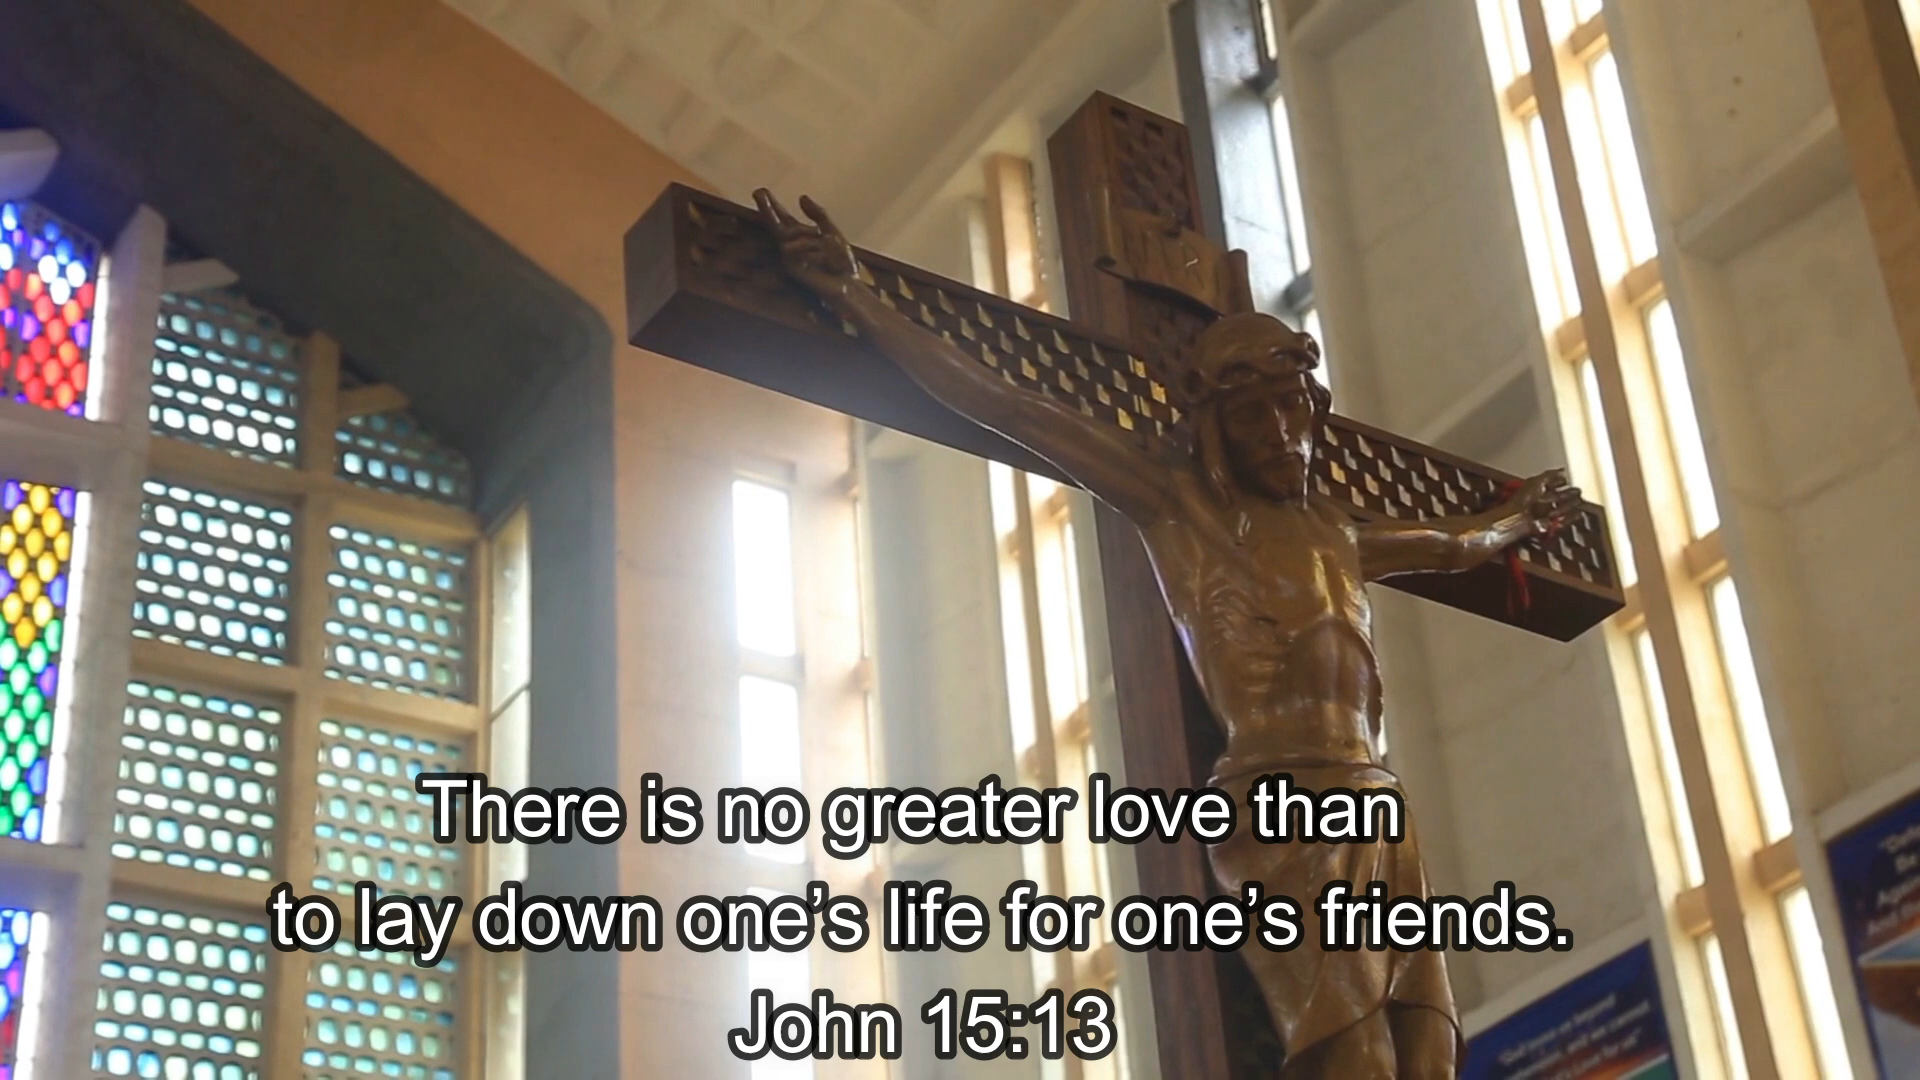 There is no greater love than
to lay down one’s life for one’s friends.
John 15:13